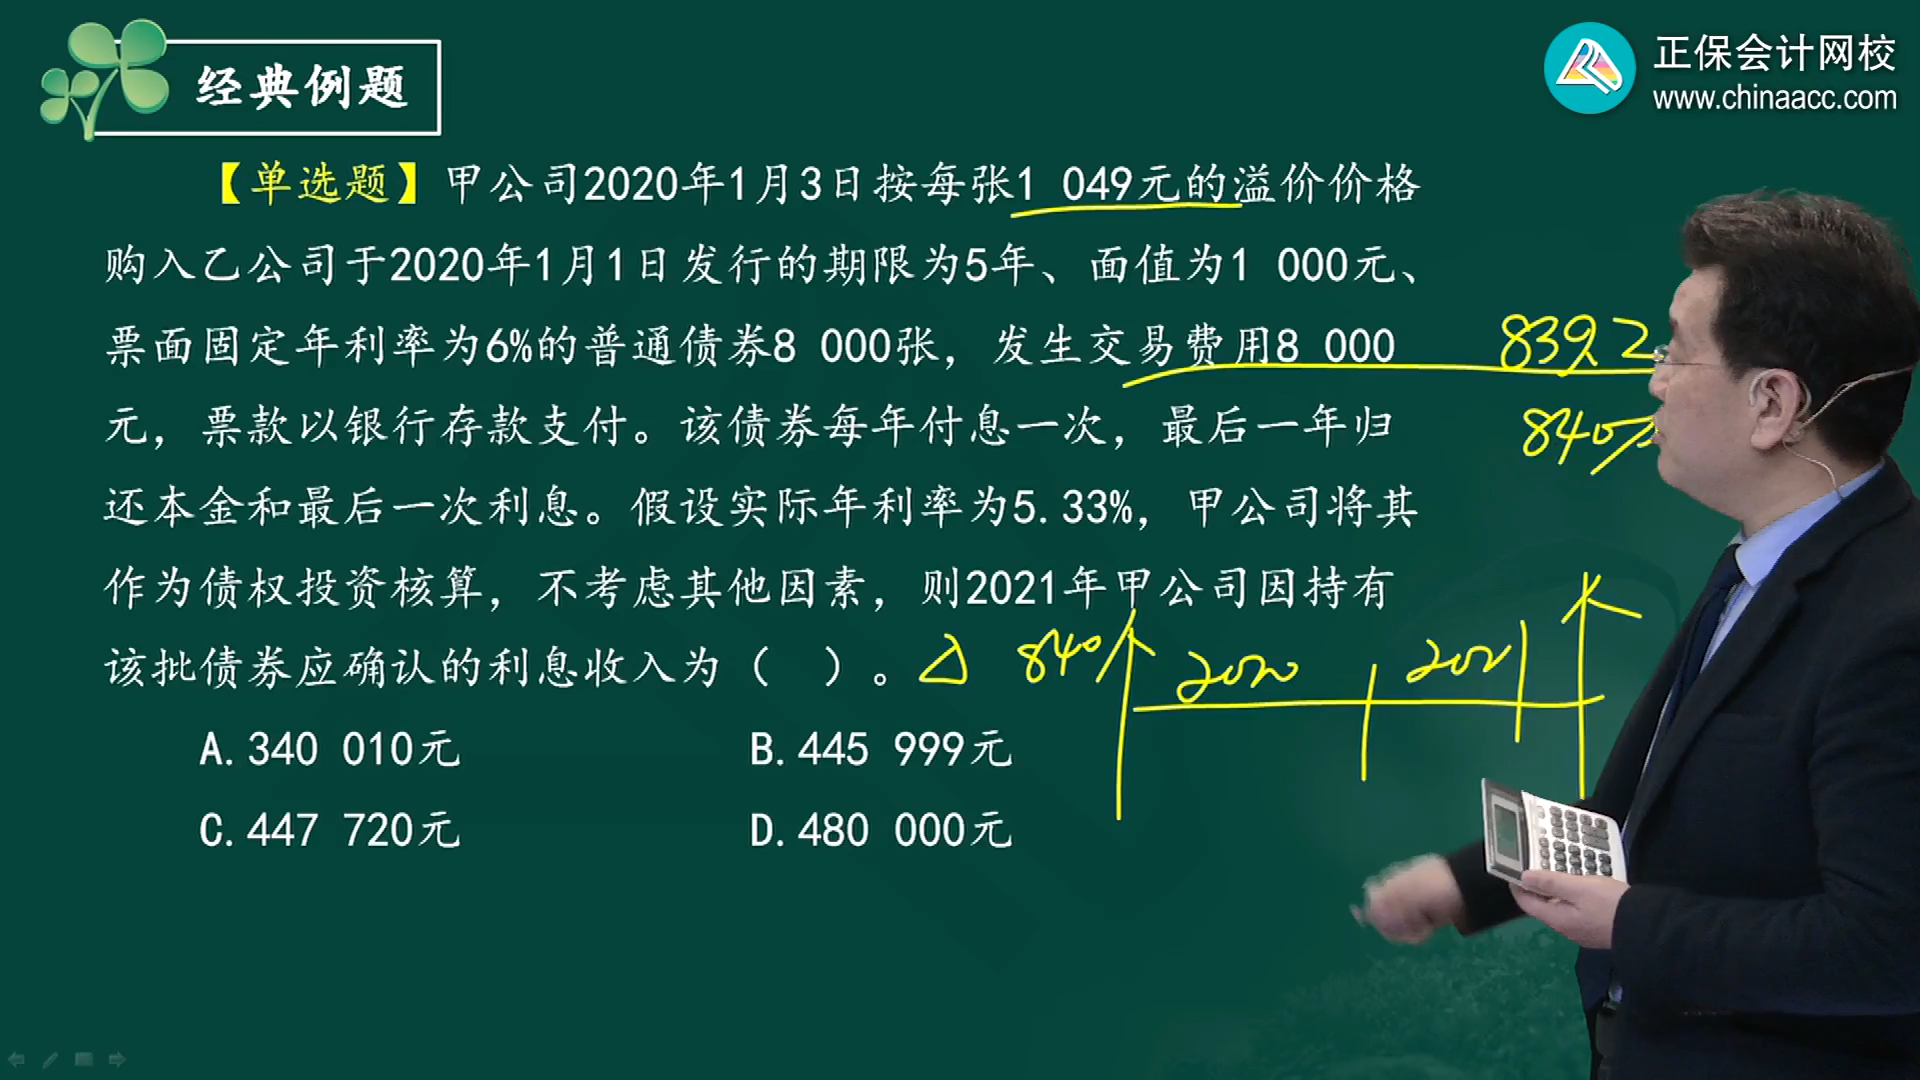 经典例题
正保会计网校
www.chinaacc.com
【单选题】甲公司2020年1月3日按每张1 049元的溢价价格
购入乙公司于2020年1月1日发行的期限为5年、面值为1 000元、
票面固定年利率为6%的普通债券8 000张，发生交易费用8 000
元，票款以银行存款支付。该债券每年付息一次，最后一年归
还本金和最后一次利息。假设实际年利率为5.33%，甲公司将其
作为债权投资核算，不考虑其他因素，则2021年甲公司因持有
该批债券应确认的利息收入为（ ）。
A.340 010元
B.445 999元
C.447 720元
D.480 000元
8392
840
840
2020
2021